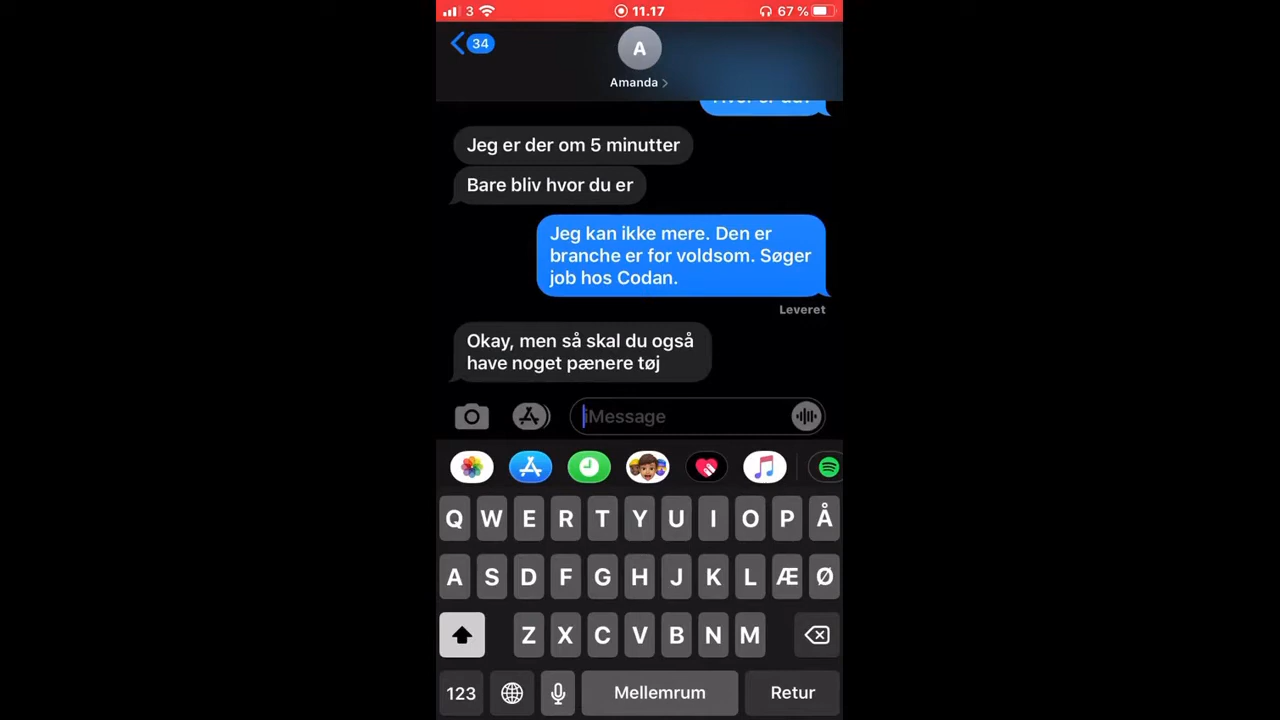 3 11.17 67 %
34
A
Amanda
Jeg er der om 5 minutter
Bare bliv hvor du er
Jeg kan ikke mere. Den er
branche er for voldsom. Søger
job hos Codan.
Leveret
Okay, men så skal du også
have noget pænere tøj
iMessage
Q W E R T Y U I O P Å
A S D F G H J K L Æ Ø
Z X C V B N M
123 Mellemrum Retur